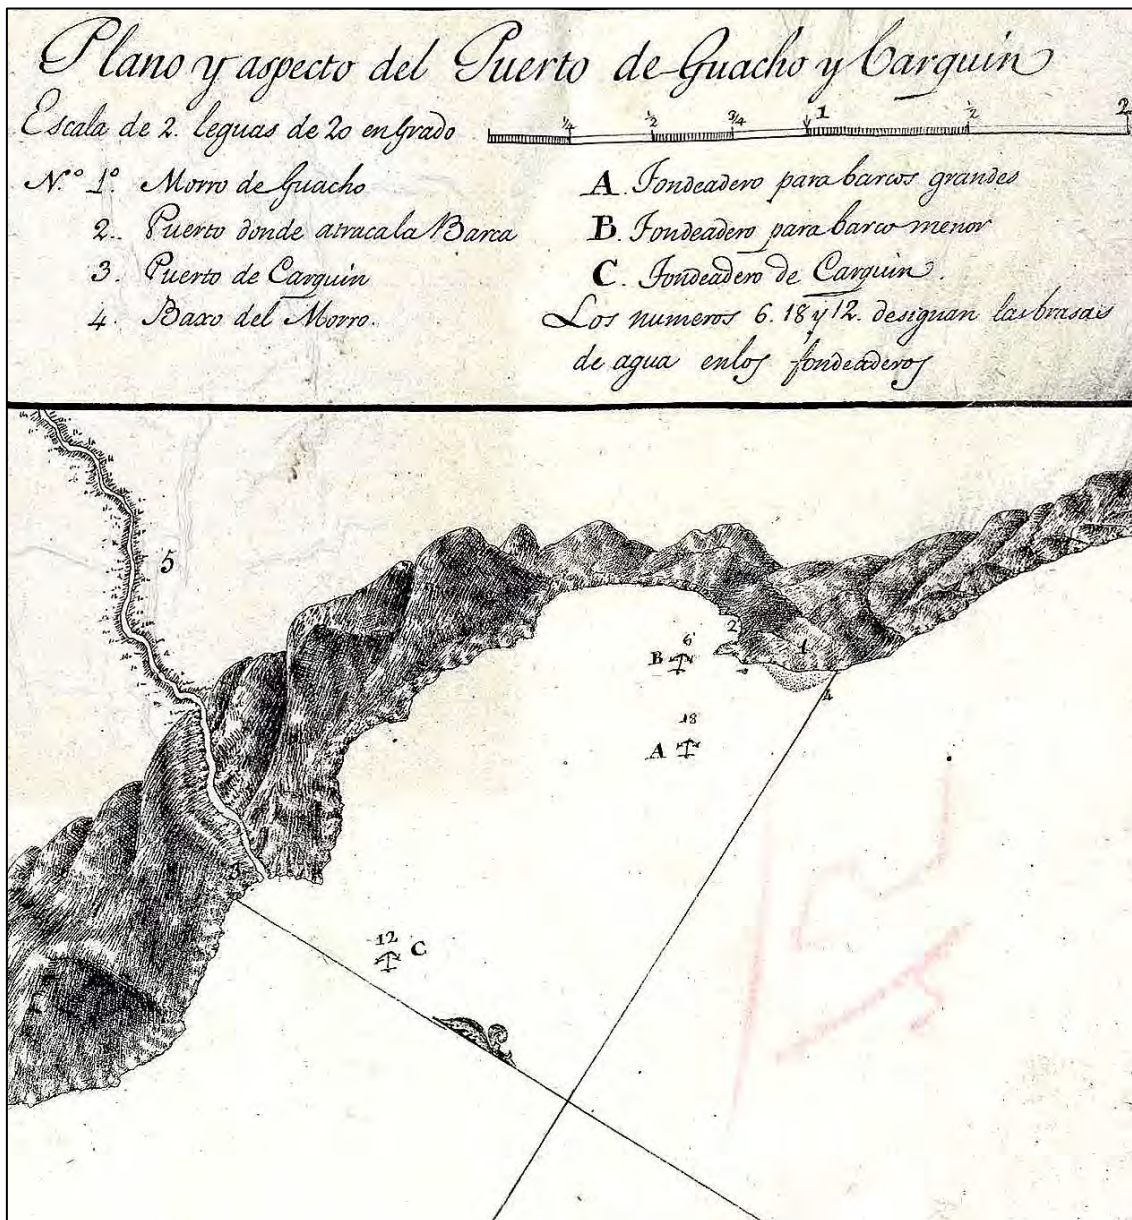 Plano y aspecto del Puerto de Guacho y Carquin
Escala de 2. leguas de 20 en Grado
1/4 1/2 3/4 1 1/2 2
N.º 1º. Morro de Guacho
2. Puerto donde atraca la Barca
3. Puerto de Carquin
4. Baxo del Morro.
A. Fondeadero para barcos grandes
B. Fondeadero para barco menor
C. Fondeadero de Carquin.
Los numeros 6. 18 y 12. designan las brasais
de agua en los fondeaderos
5
2
6
B
1
4
18
A
3
12
C